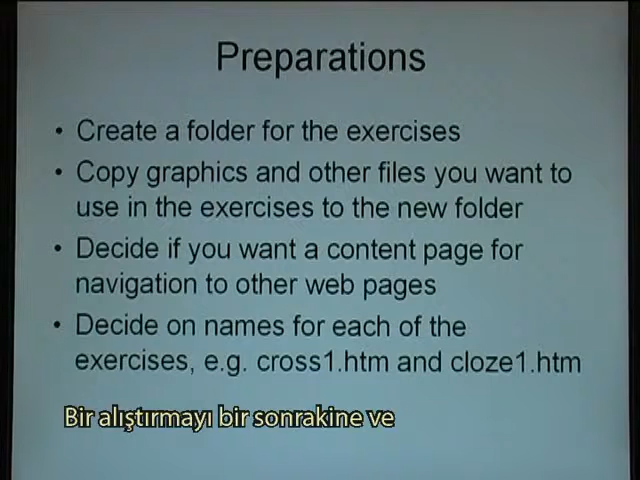 Preparations
• Create a folder for the exercises
• Copy graphics and other files you want to
use in the exercises to the new folder
• Decide if you want a content page for
navigation to other web pages
• Decide on names for each of the
exercises, e.g. cross1.htm and cloze1.htm
Bir alıştırmayı bir sonrakine ve